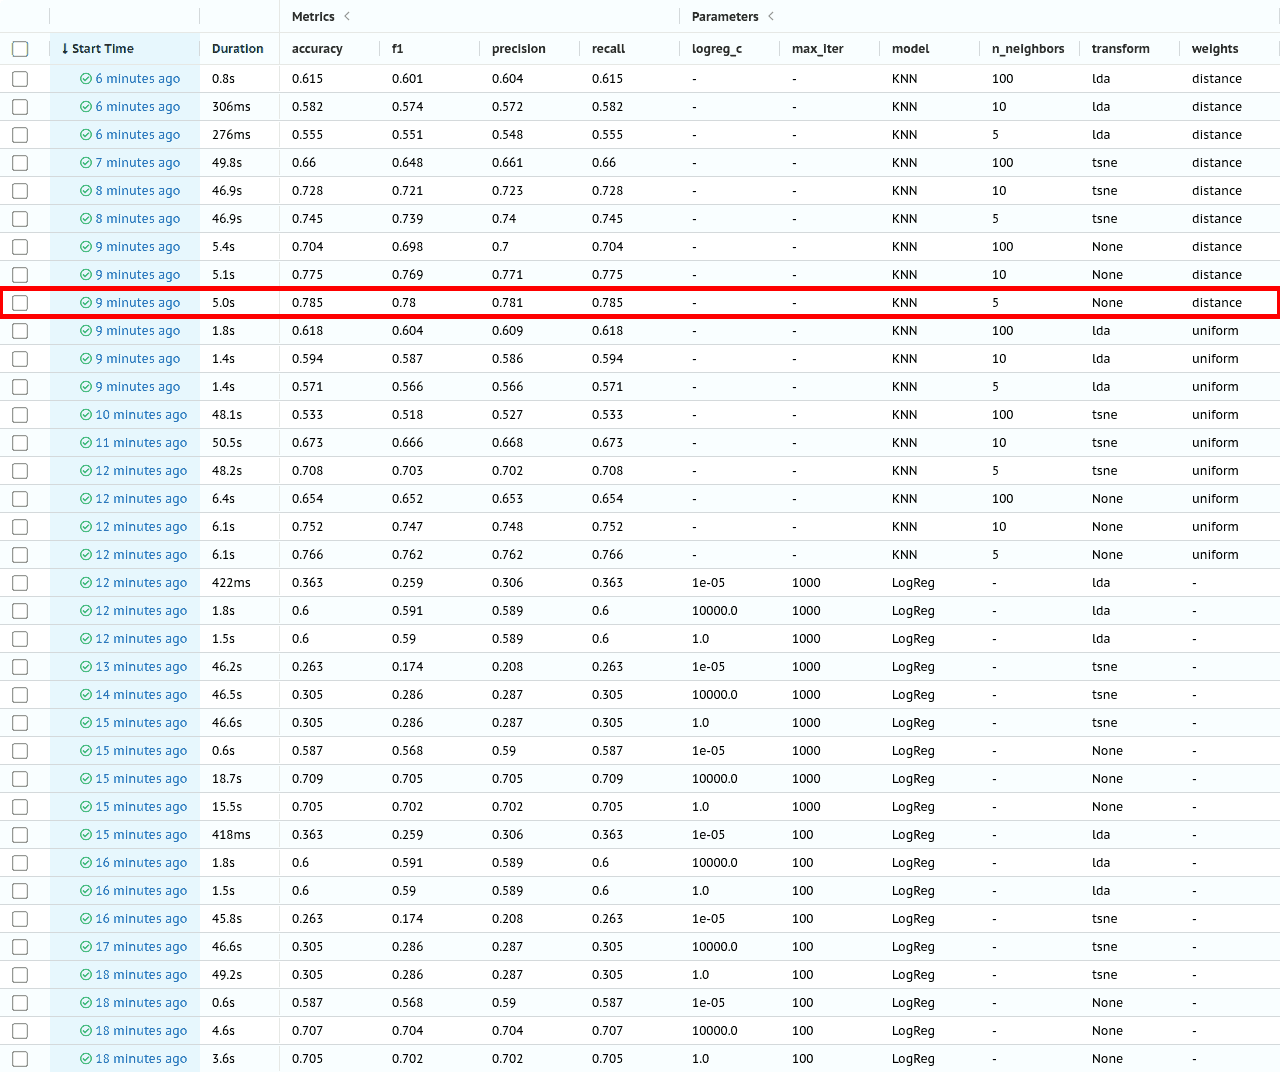 Metrics Parameters
Start Time Duration accuracy f1 precision recall logreg_c max_iter model n_neighbors transform weights
6 minutes ago 0.8s 0.615 0.601 0.604 0.615 - - KNN 100 lda distance
6 minutes ago 306ms 0.582 0.574 0.572 0.582 - - KNN 10 lda distance
6 minutes ago 276ms 0.555 0.551 0.548 0.555 - - KNN 5 lda distance
7 minutes ago 49.8s 0.66 0.648 0.661 0.66 - - KNN 100 tsne distance
8 minutes ago 46.9s 0.728 0.721 0.723 0.728 - - KNN 10 tsne distance
8 minutes ago 46.9s 0.745 0.739 0.74 0.745 - - KNN 5 tsne distance
9 minutes ago 5.4s 0.704 0.698 0.7 0.704 - - KNN 100 None distance
9 minutes ago 5.1s 0.775 0.769 0.771 0.775 - - KNN 10 None distance
9 minutes ago 5.0s 0.785 0.78 0.781 0.785 - - KNN 5 None distance
9 minutes ago 1.8s 0.618 0.604 0.609 0.618 - - KNN 100 lda uniform
9 minutes ago 1.4s 0.594 0.587 0.586 0.594 - - KNN 10 lda uniform
9 minutes ago 1.4s 0.571 0.566 0.566 0.571 - - KNN 5 lda uniform
10 minutes ago 48.1s 0.533 0.518 0.527 0.533 - - KNN 100 tsne uniform
11 minutes ago 50.5s 0.673 0.666 0.668 0.673 - - KNN 10 tsne uniform
12 minutes ago 48.2s 0.708 0.703 0.702 0.708 - - KNN 5 tsne uniform
12 minutes ago 6.4s 0.654 0.652 0.653 0.654 - - KNN 100 None uniform
12 minutes ago 6.1s 0.752 0.747 0.748 0.752 - - KNN 10 None uniform
12 minutes ago 6.1s 0.766 0.762 0.762 0.766 - - KNN 5 None uniform
12 minutes ago 422ms 0.363 0.259 0.306 0.363 1e-05 1000 LogReg - lda -
12 minutes ago 1.8s 0.6 0.591 0.589 0.6 10000.0 1000 LogReg - lda -
12 minutes ago 1.5s 0.6 0.59 0.589 0.6 1.0 1000 LogReg - lda -
13 minutes ago 46.2s 0.263 0.174 0.208 0.263 1e-05 1000 LogReg - tsne -
14 minutes ago 46.5s 0.305 0.286 0.287 0.305 10000.0 1000 LogReg - tsne -
15 minutes ago 46.6s 0.305 0.286 0.287 0.305 1.0 1000 LogReg - tsne -
15 minutes ago 0.6s 0.587 0.568 0.59 0.587 1e-05 1000 LogReg - None -
15 minutes ago 18.7s 0.709 0.705 0.705 0.709 10000.0 1000 LogReg - None -
15 minutes ago 15.5s 0.705 0.702 0.702 0.705 1.0 1000 LogReg - None -
15 minutes ago 418ms 0.363 0.259 0.306 0.363 1e-05 100 LogReg - lda -
16 minutes ago 1.8s 0.6 0.591 0.589 0.6 10000.0 100 LogReg - lda -
16 minutes ago 1.5s 0.6 0.59 0.589 0.6 1.0 100 LogReg - lda -
16 minutes ago 45.8s 0.263 0.174 0.208 0.263 1e-05 100 LogReg - tsne -
17 minutes ago 46.6s 0.305 0.286 0.287 0.305 10000.0 100 LogReg - tsne -
18 minutes ago 49.2s 0.305 0.286 0.287 0.305 1.0 100 LogReg - tsne -
18 minutes ago 0.6s 0.587 0.568 0.59 0.587 1e-05 100 LogReg - None -
18 minutes ago 4.6s 0.707 0.704 0.704 0.707 10000.0 100 LogReg - None -
18 minutes ago 3.6s 0.705 0.702 0.702 0.705 1.0 100 LogReg - None -